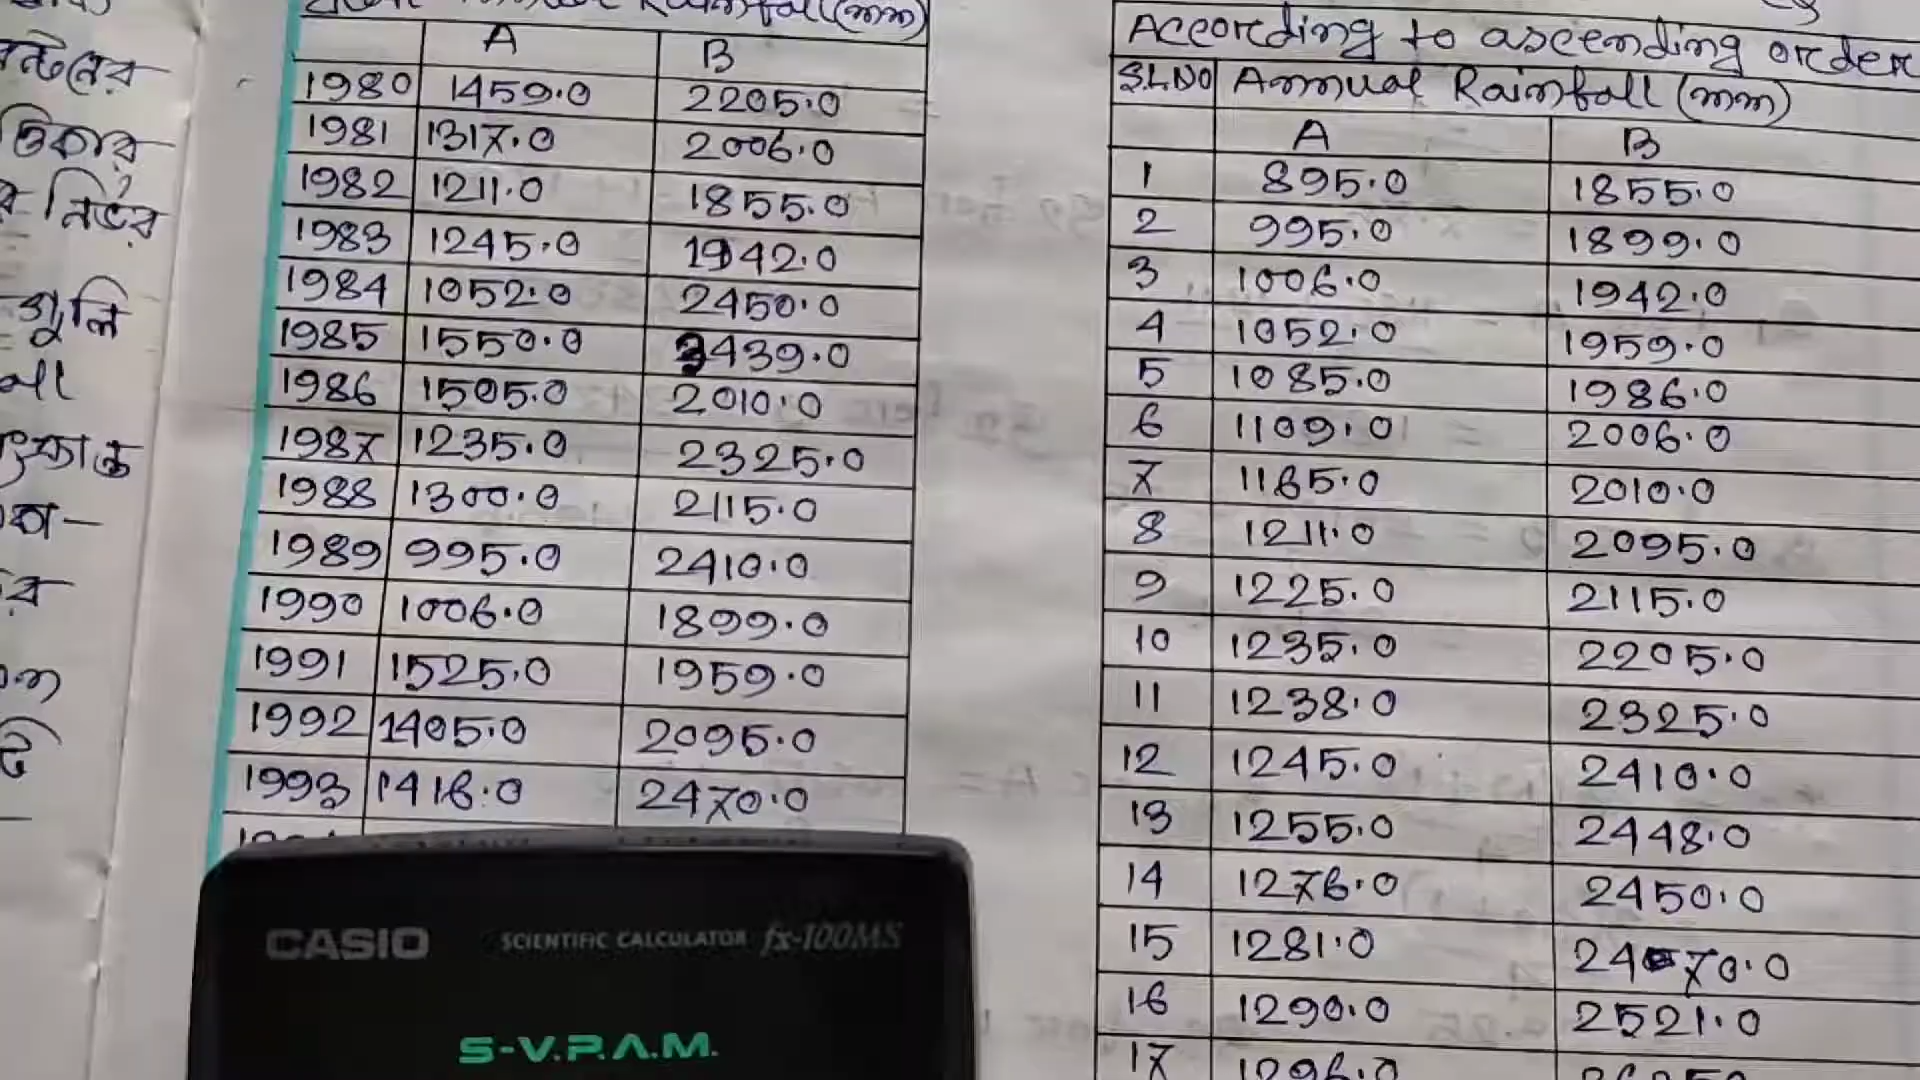 Rainfall (mm)
A B
1980 1459.0 2205.0
1981 1317.0 2006.0
1982 1211.0 1855.0
1983 1245.0 1942.0
1984 1052.0 2450.0
1985 1550.0 3439.0
1986 1505.0 2010.0
1987 1235.0 2325.0
1988 1300.0 2115.0
1989 995.0 2410.0
1990 1006.0 1899.0
1991 1525.0 1959.0
1992 1405.0 2095.0
1993 1416.0 2470.0
CASIO SCIENTIFIC CALCULATOR fx-100MS
S-V.P.A.M.
According to ascending order
S.L.NO Annual Rainfall (mm)
A B
1 895.0 1855.0
2 995.0 1899.0
3 1006.0 1942.0
4 1052.0 1959.0
5 1085.0 1986.0
6 1109.0 2006.0
7 1165.0 2010.0
8 1211.0 2095.0
9 1225.0 2115.0
10 1235.0 2205.0
11 1238.0 2325.0
12 1245.0 2410.0
13 1255.0 2448.0
14 1276.0 2450.0
15 1281.0 2470.0
16 1290.0 2521.0
17 1296.0